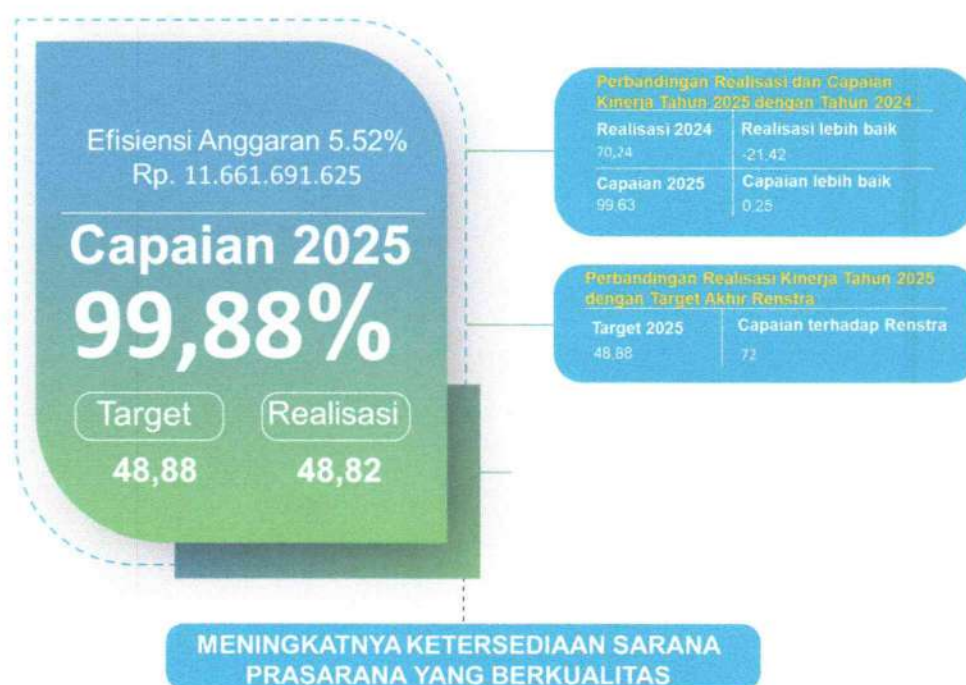 Efisiensi Anggaran 5.52%
Rp. 11.661.691.625
Capaian 2025
99,88%
Target
Realisasi
48,88
48,82
Perbandingan Realisasi dan Capaian
Kinerja Tahun 2025 dengan Tahun 2024
Realisasi 2024
Realisasi lebih baik
70,24
-21,42
Capaian 2025
Capaian lebih baik
99,63
0,25
Perbandingan Realisasi Kinerja Tahun 2025
dengan Target Akhir Renstra
Target 2025
Capaian terhadap Renstra
48,88
72
MENINGKATNYA KETERSEDIAAN SARANA
PRASARANA YANG BERKUALITAS